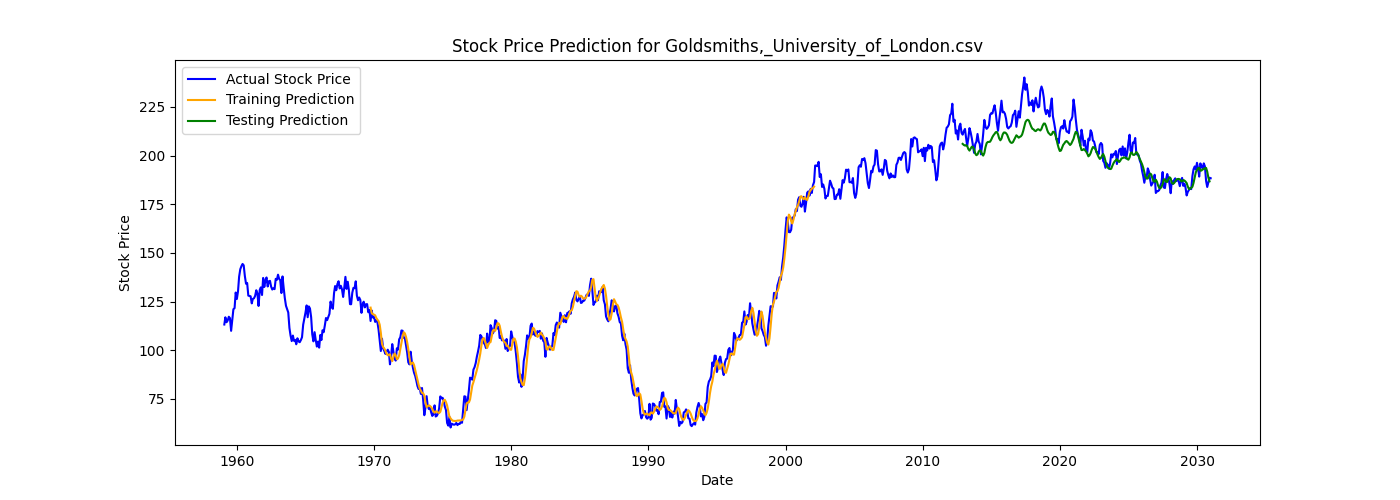 Stock Price Prediction for Goldsmiths,_University_of_London.csv
Actual Stock Price
Training Prediction
Testing Prediction
225
200
175
150
125
100
75
Stock Price
1960 1970 1980 1990 2000 2010 2020 2030
Date